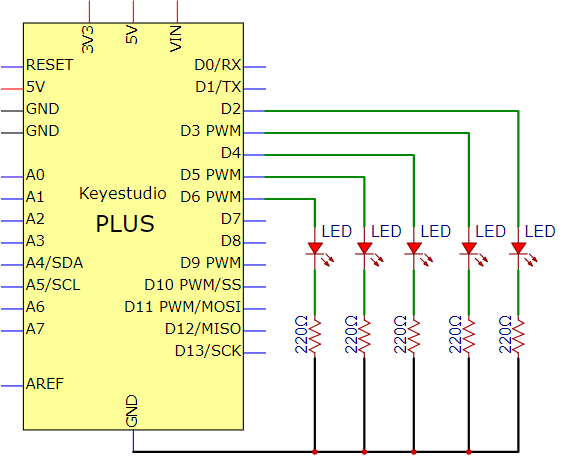 3V3
5V
VIN
RESET
D0/RX
5V
D1/TX
GND
D2
GND
D3 PWM
D4
A0
D5 PWM
A1
Keyestudio
D6 PWM
A2
PLUS
D7
A3
D8
A4/SDA
D9 PWM
A5/SCL
D10 PWM/SS
A6
D11 PWM/MOSI
A7
D12/MISO
D13/SCK
AREF
GND
LED
LED
LED
LED
LED
220Ω
220Ω
220Ω
220Ω
220Ω